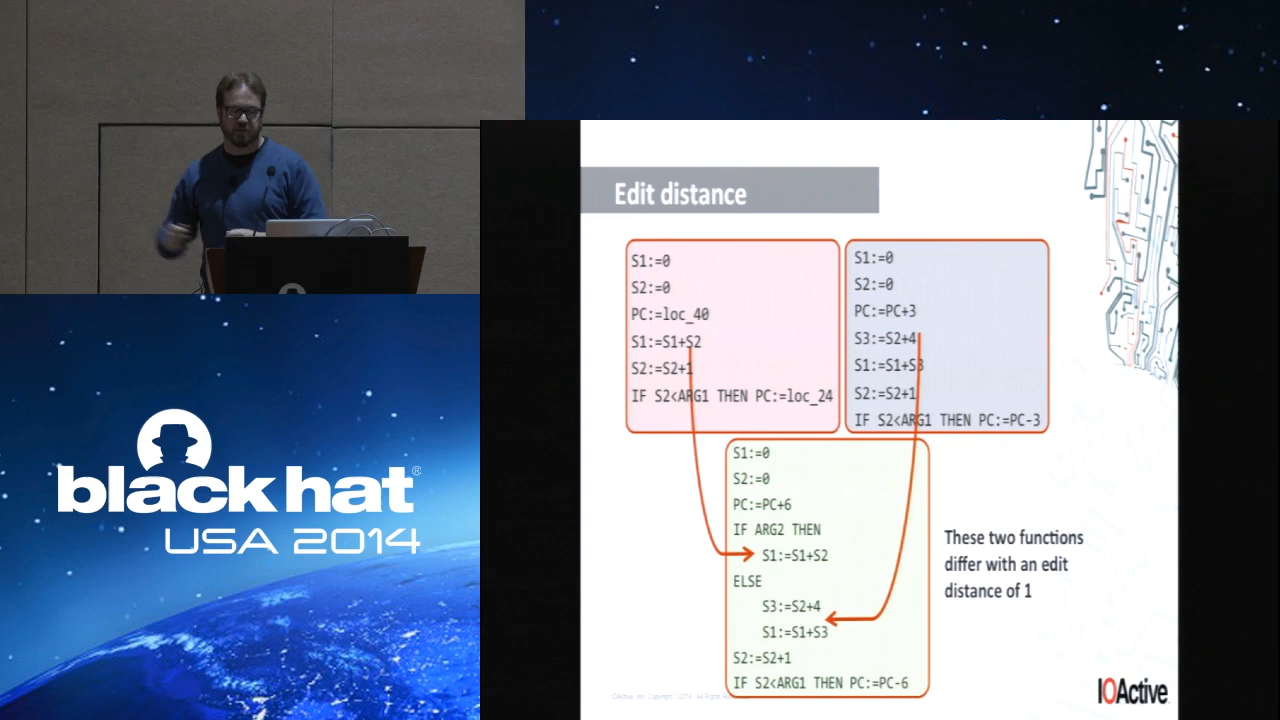 Edit distance
S1:=0
S2:=0
PC:=loc_40
S1:=S1+S2
S2:=S2+1
IF S2<ARG1 THEN PC:=loc_24
S1:=0
S2:=0
PC:=PC+3
S3:=S2+4
S1:=S1+S3
S2:=S2+1
IF S2<ARG1 THEN PC:=PC-3
S1:=0
S2:=0
PC:=PC+6
IF ARG2 THEN
S1:=S1+S2
ELSE
S3:=S2+4
S1:=S1+S3
S2:=S2+1
IF S2<ARG1 THEN PC:=PC-6
These two functions
differ with an edit
distance of 1
IOActive
black hat®
USA 2014